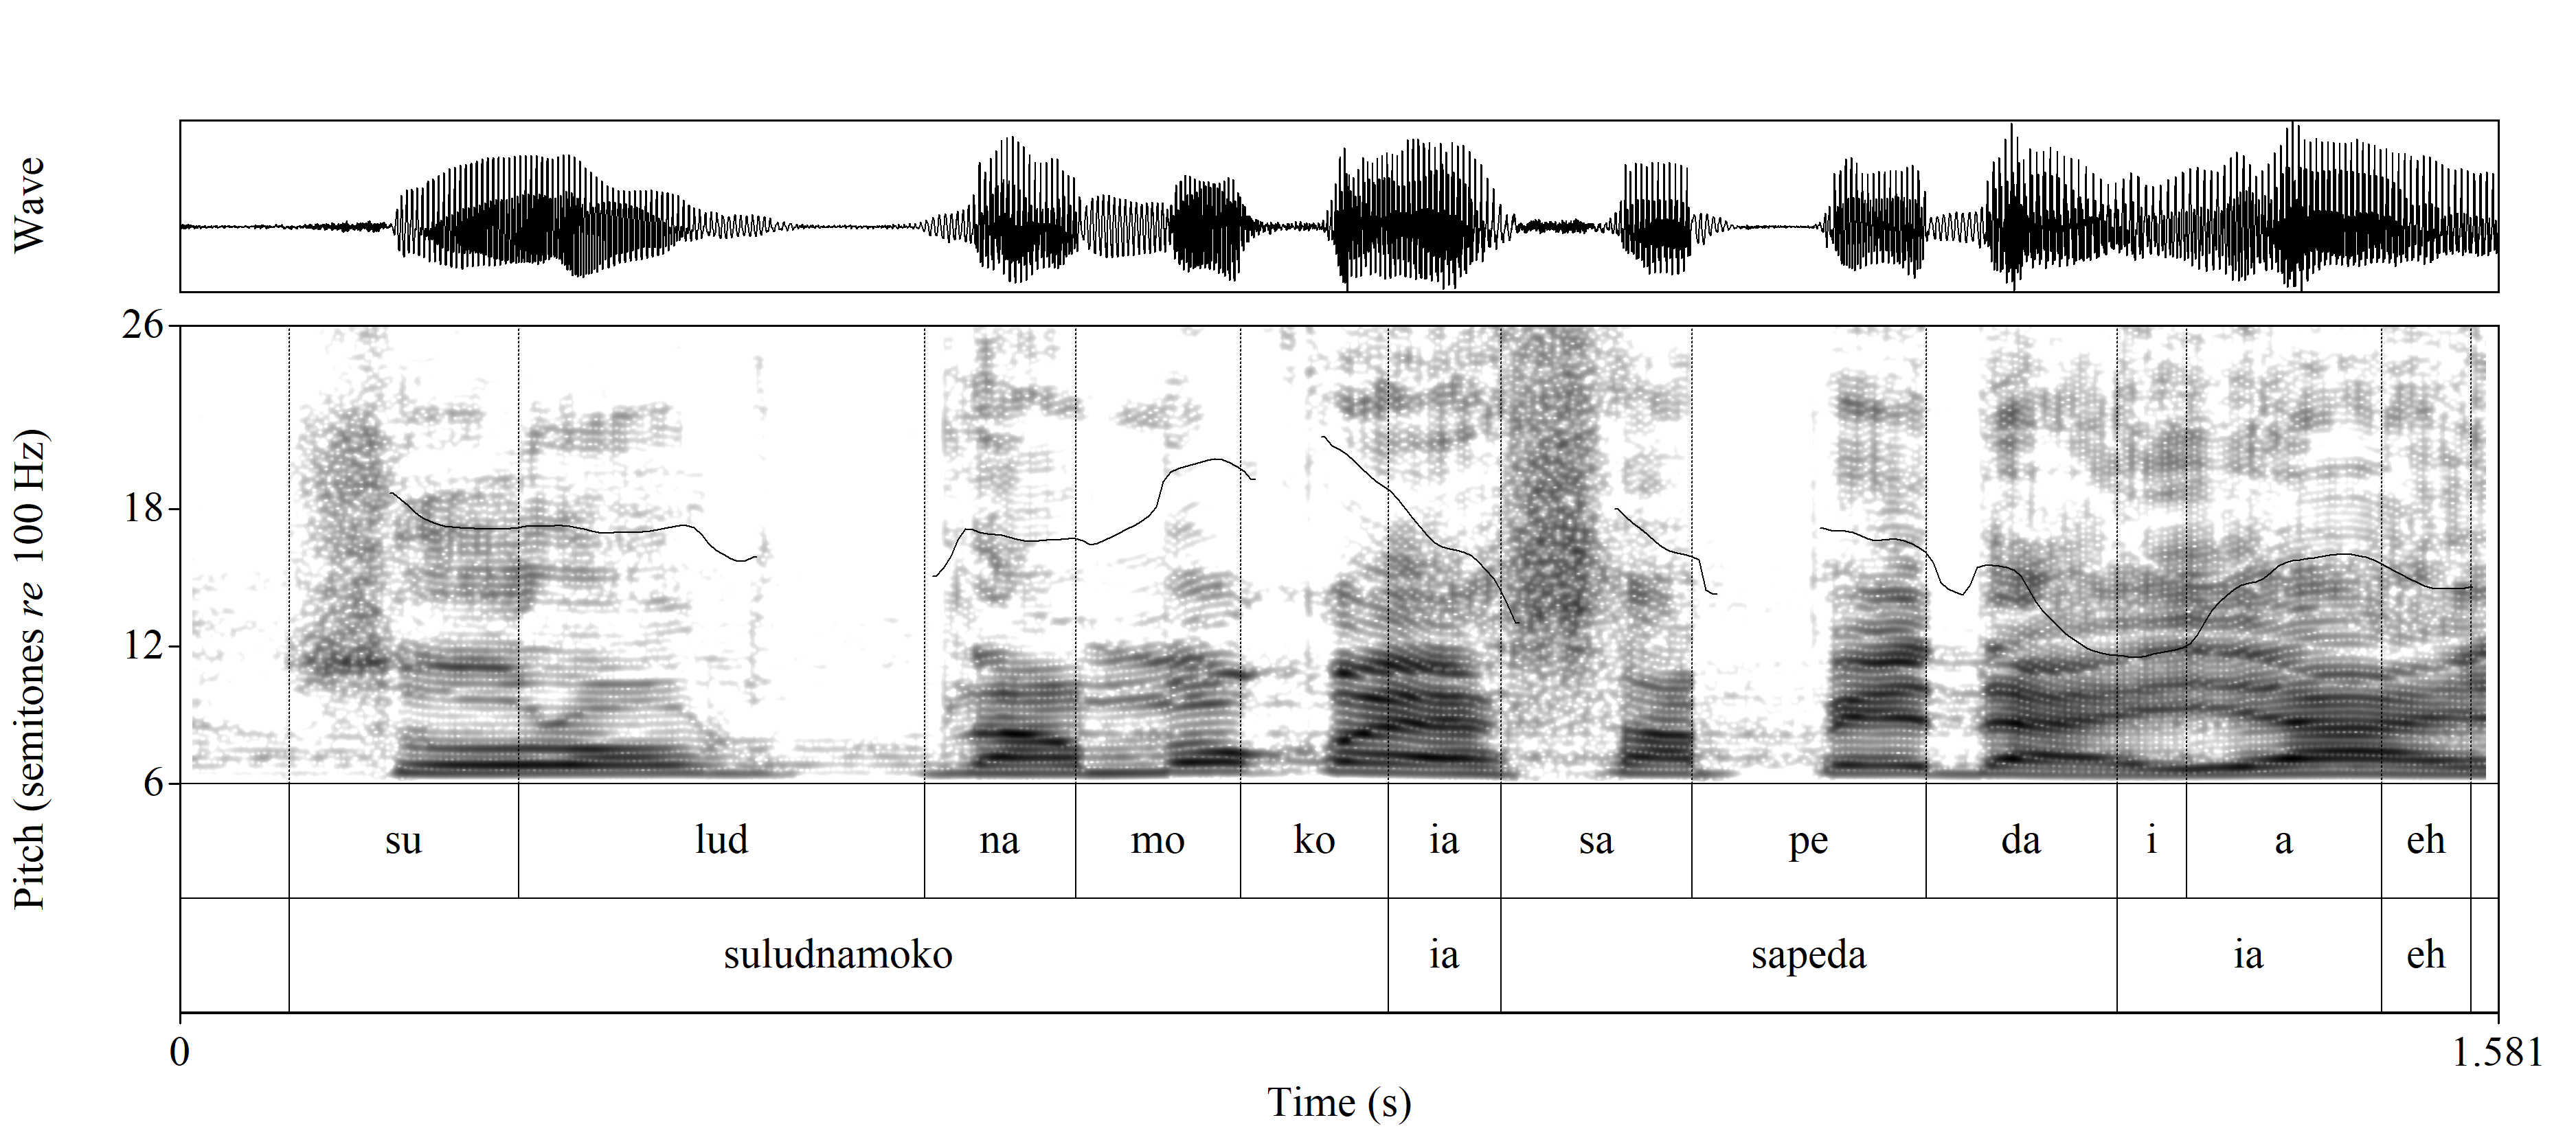 Wave
26
18
12
6
Pitch (semitones re 100 Hz)
su lud na mo ko ia sa pe da i a eh
suludnamoko ia sapeda ia eh
0 1.581
Time (s)